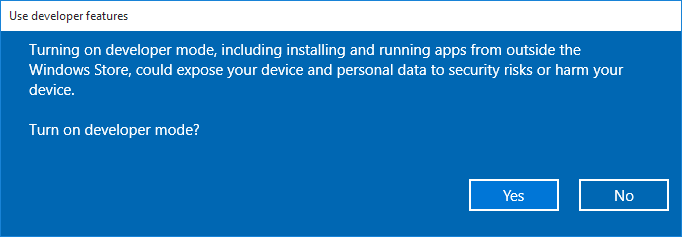 Use developer features
Turning on developer mode, including installing and running apps from outside the
Windows Store, could expose your device and personal data to security risks or harm your
device.
Turn on developer mode?
Yes
No